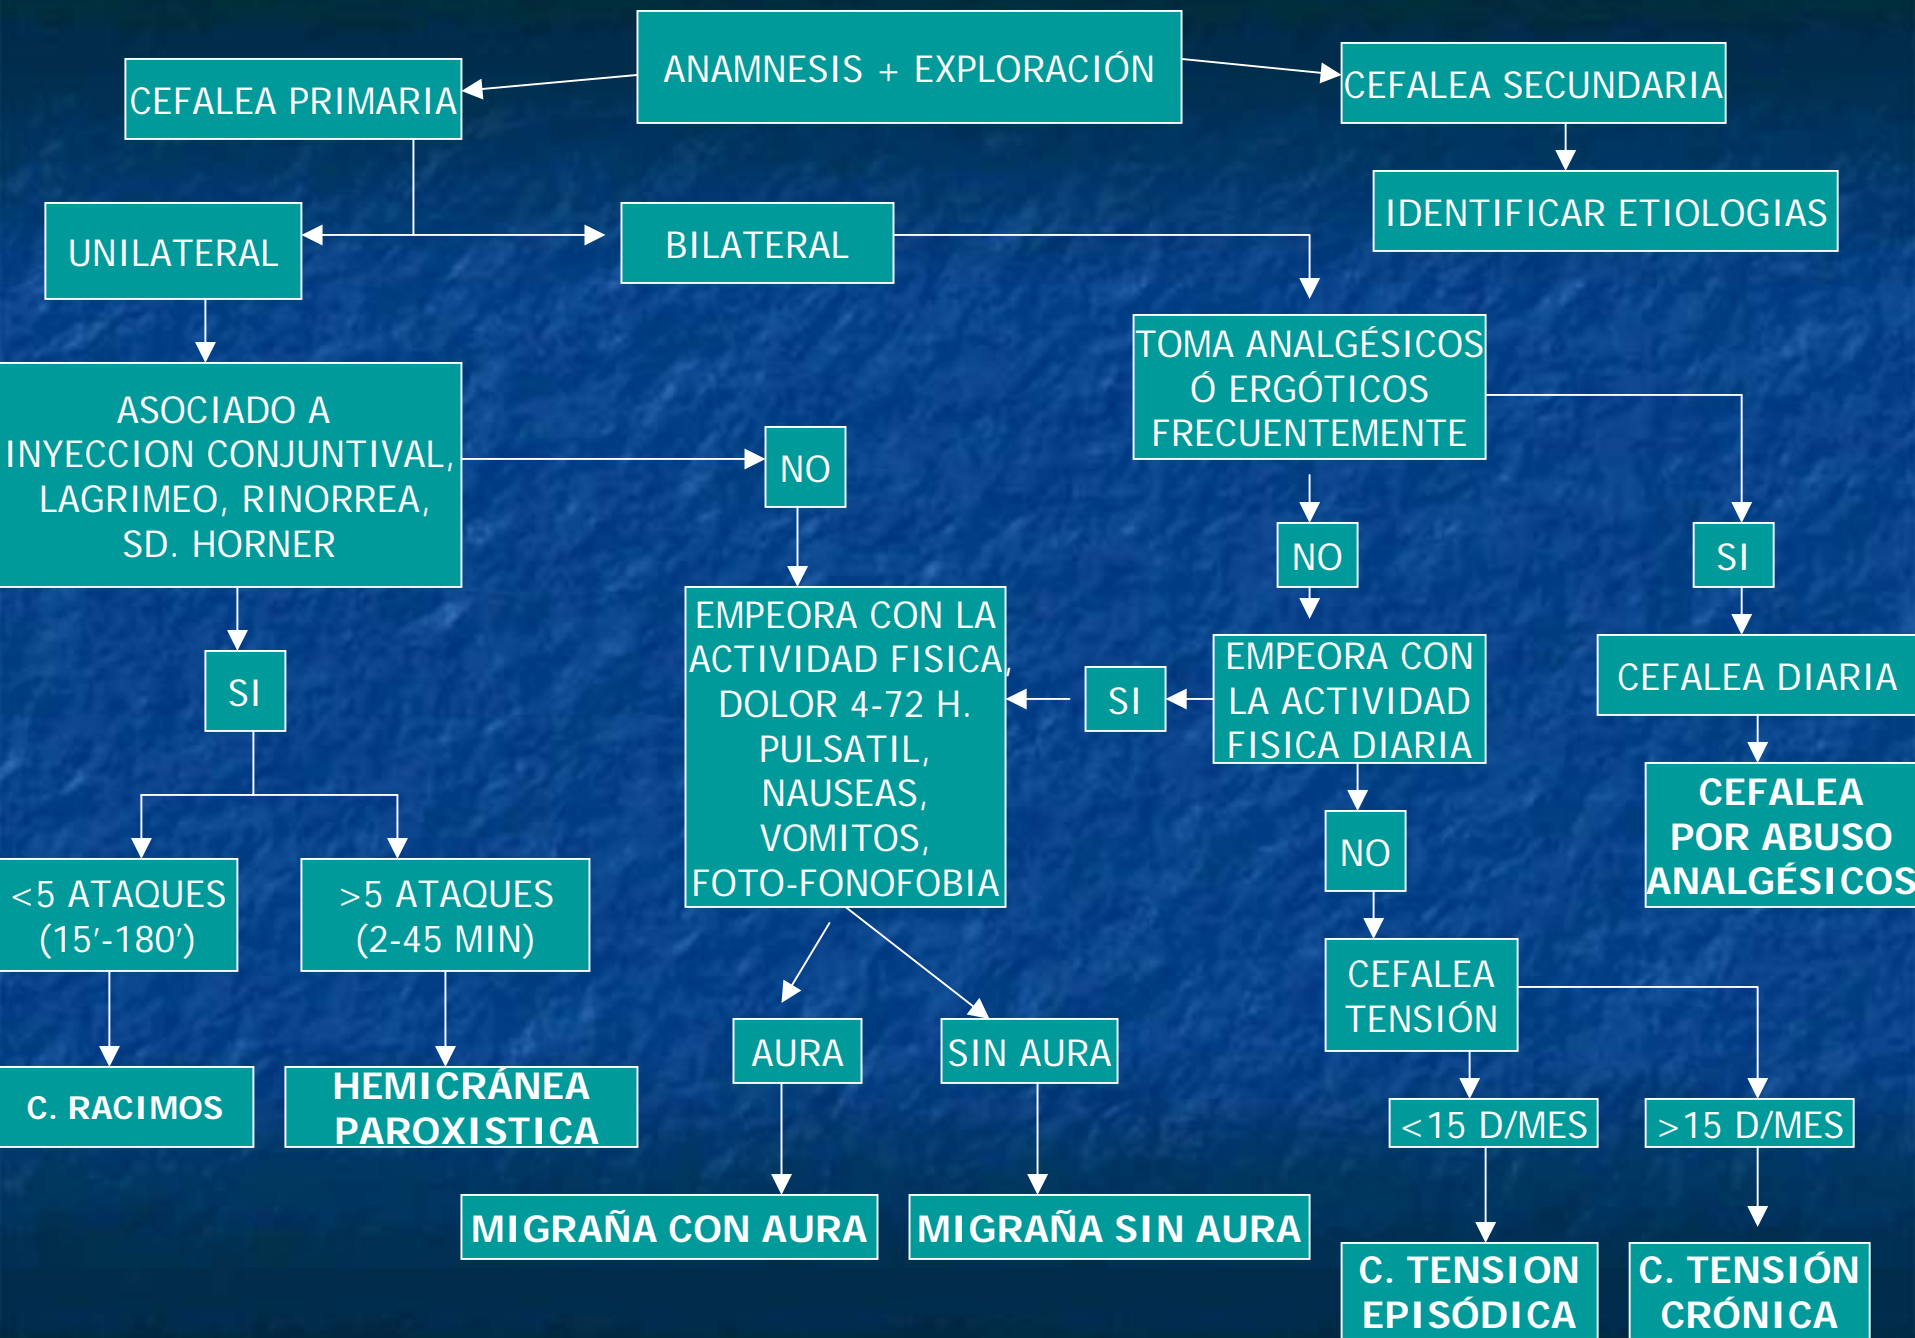 ANAMNESIS + EXPLORACIÓN
CEFALEA PRIMARIA
CEFALEA SECUNDARIA
IDENTIFICAR ETIOLOGIAS
UNILATERAL
BILATERAL
TOMA ANALGÉSICOS
Ó ERGÓTICOS
FRECUENTEMENTE
ASOCIADO A
INYECCION CONJUNTIVAL,
LAGRIMEO, RINORREA,
SD. HORNER
NO
NO
SI
EMPEORA CON LA
ACTIVIDAD FISICA,
DOLOR 4-72 H.
PULSATIL,
NAUSEAS,
VOMITOS,
FOTO-FONOFOBIA
SI
EMPEORA CON
LA ACTIVIDAD
FISICA DIARIA
CEFALEA DIARIA
SI
CEFALEA
POR ABUSO
ANALGÉSICOS
NO
<5 ATAQUES
(15'-180')
>5 ATAQUES
(2-45 MIN)
CEFALEA
TENSIÓN
AURA
SIN AURA
C. RACIMOS
HEMICRÁNEA
PAROXISTICA
<15 D/MES
>15 D/MES
MIGRAÑA CON AURA
MIGRAÑA SIN AURA
C. TENSION
EPISÓDICA
C. TENSIÓN
CRÓNICA